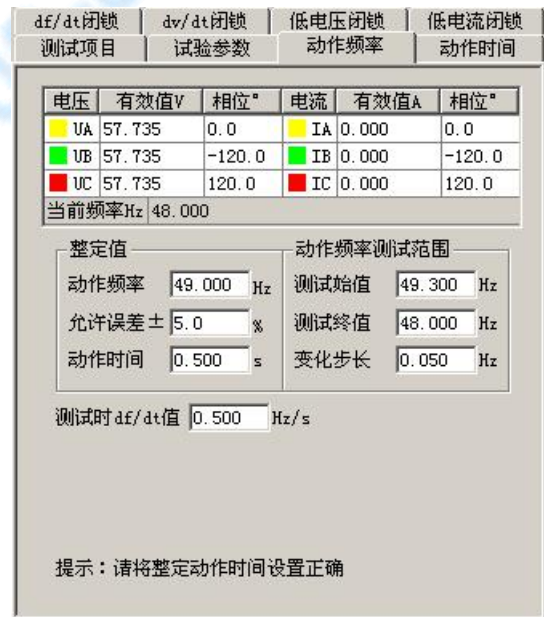 df/dt闭锁 dv/dt闭锁 低电压闭锁 低电流闭锁
测试项目 试验参数 动作频率 动作时间
电压 有效值V 相位° 电流 有效值A 相位°
UA 57.735 0.0 IA 0.000 0.0
UB 57.735 -120.0 IB 0.000 -120.0
UC 57.735 120.0 IC 0.000 120.0
当前频率Hz 48.000
整定值 动作频率测试范围
动作频率 49.000 Hz 测试始值 49.300 Hz
允许误差± 5.0 % 测试终值 48.000 Hz
动作时间 0.500 s 变化步长 0.050 Hz
测试时df/dt值 0.500 Hz/s
提示：请将整定动作时间设置正确